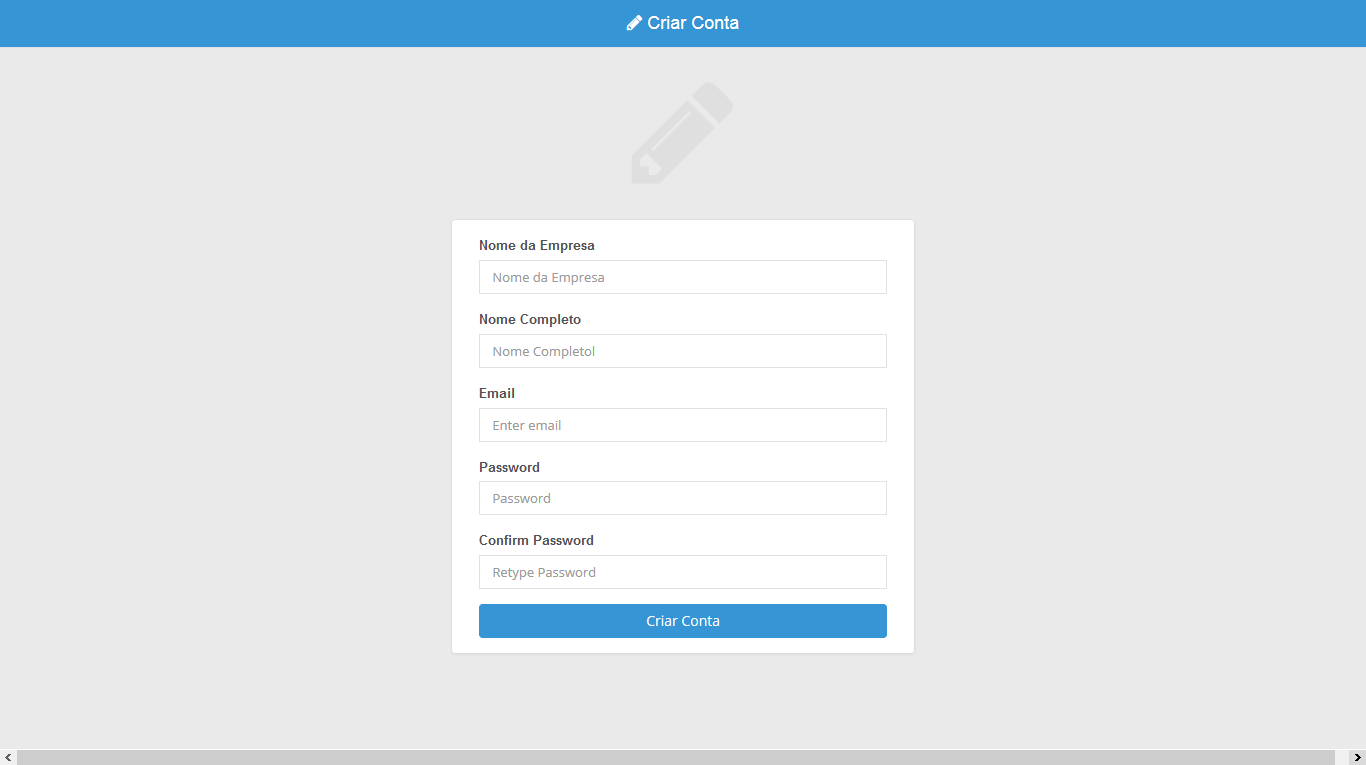 Criar Conta
Nome da Empresa
Nome da Empresa
Nome Completo
Nome Completol
Email
Enter email
Password
Password
Confirm Password
Retype Password
Criar Conta